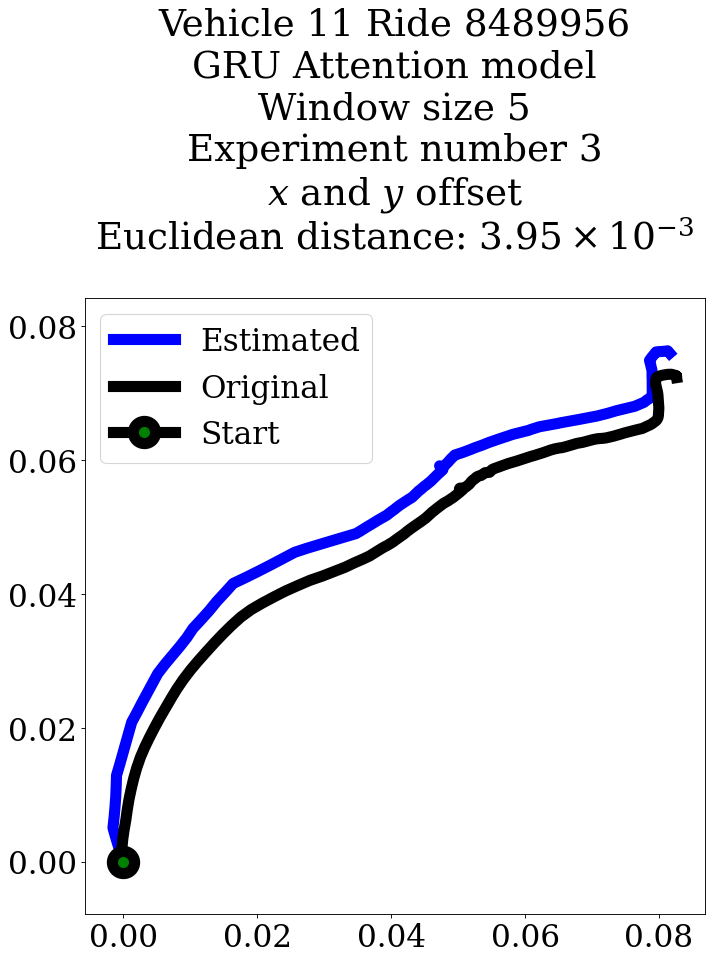 Vehicle 11 Ride 8489956
GRU Attention model
Window size 5
Experiment number 3
x and y offset
Euclidean distance: 3.95 × 10⁻³
Estimated
Original
Start
0.08
0.06
0.04
0.02
0.00
0.00 0.02 0.04 0.06 0.08